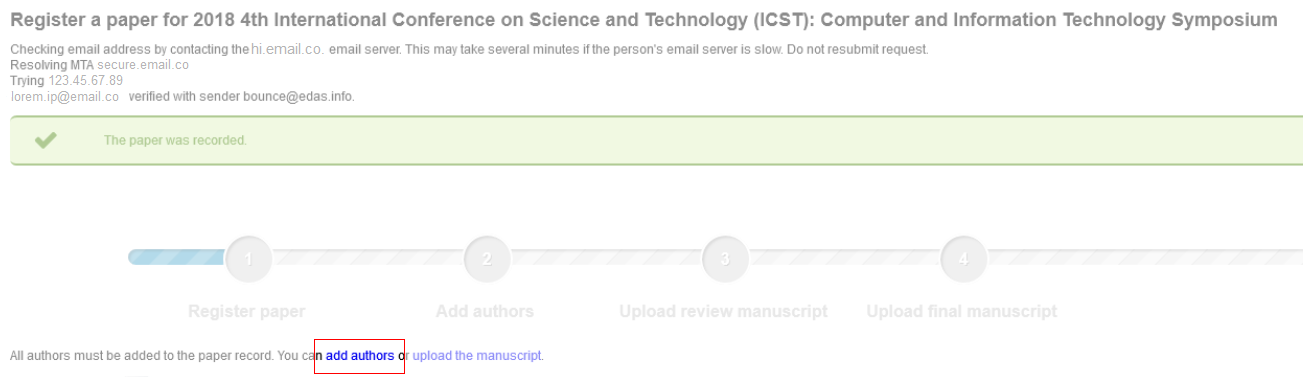 Register a paper for 2018 4th International Conference on Science and Technology (ICST): Computer and Information Technology Symposium
Checking email address by contacting the hi.email.co. email server. This may take several minutes if the person's email server is slow. Do not resubmit request.
Resolving MTA secure.email.co
Trying 123.45.67.89
lorem.ip@email.co verified with sender bounce@edas.info.
The paper was recorded.
1 2 3 4
Register paper Add authors Upload review manuscript Upload final manuscript
All authors must be added to the paper record. You can add authors or upload the manuscript.